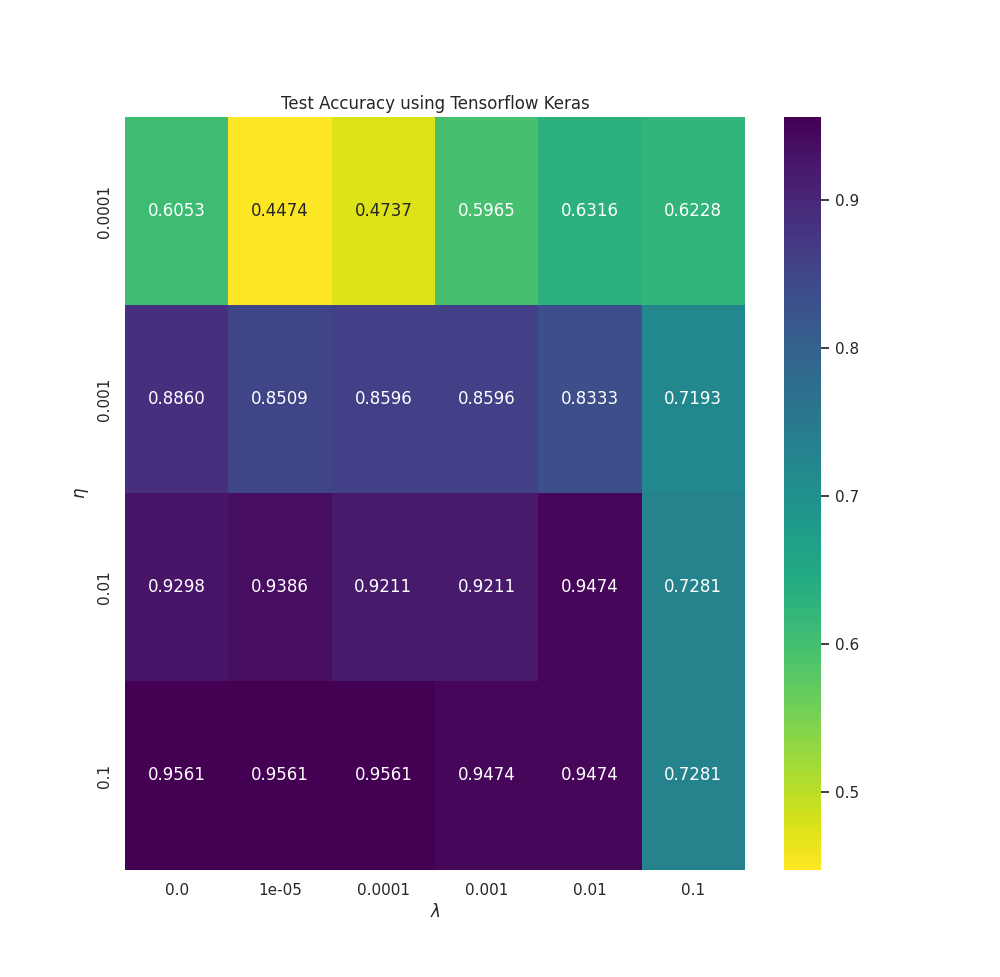 Test Accuracy using Tensorflow Keras
0.0001 0.6053 0.4474 0.4737 0.5965 0.6316 0.6228
0.001 0.8860 0.8509 0.8596 0.8596 0.8333 0.7193
η
0.01 0.9298 0.9386 0.9211 0.9211 0.9474 0.7281
0.1 0.9561 0.9561 0.9561 0.9474 0.9474 0.7281
0.0 1e-05 0.0001 0.001 0.01 0.1
λ
0.9
0.8
0.7
0.6
0.5